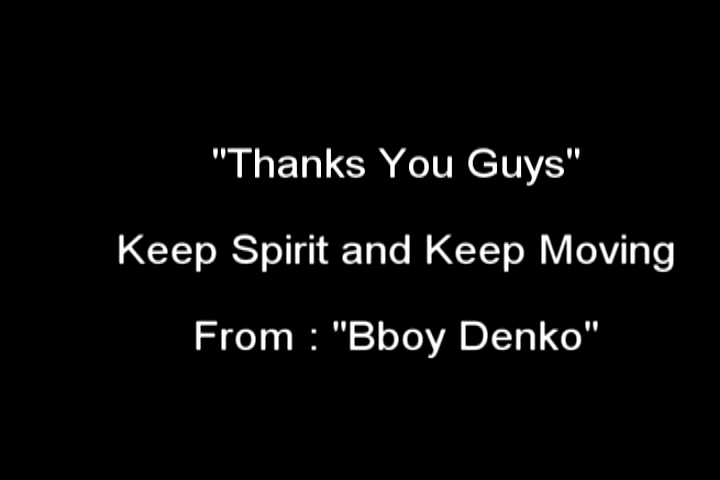 "Thanks You Guys"
Keep Spirit and Keep Moving
From : "Bboy Denko"